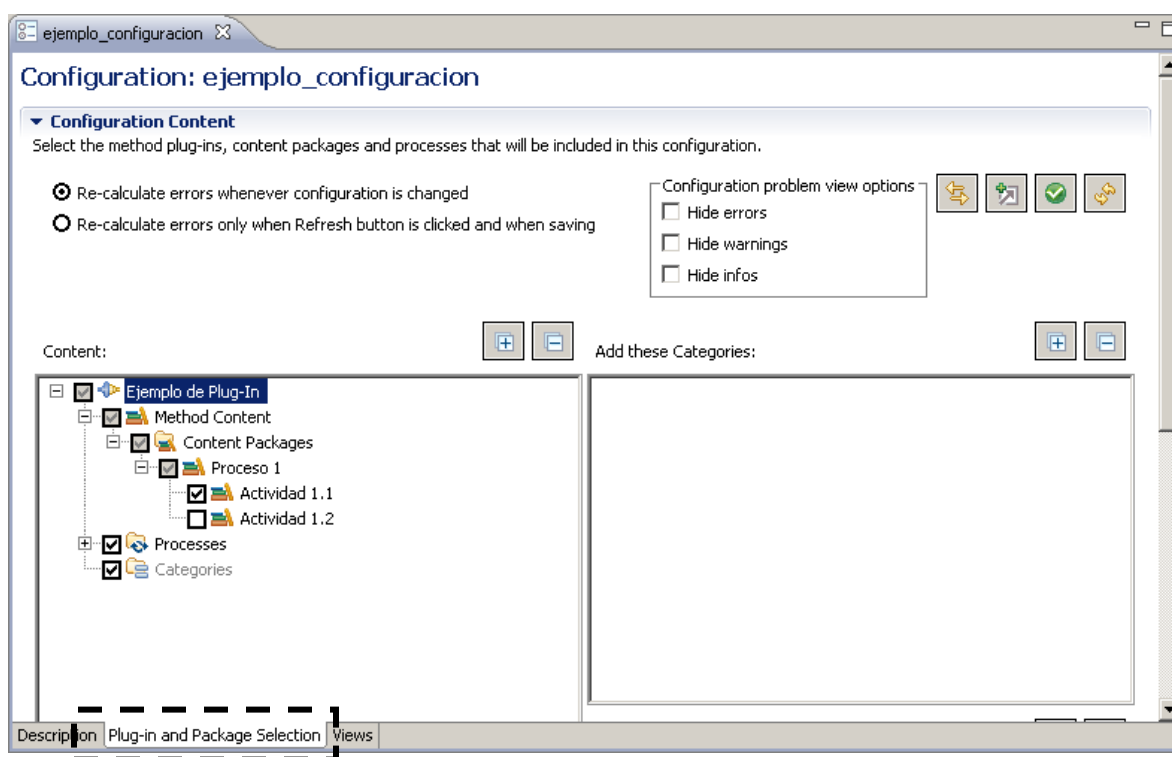 ejemplo_configuracion
Configuration: ejemplo_configuracion
Configuration Content
Select the method plug-ins, content packages and processes that will be included in this configuration.
Re-calculate errors whenever configuration is changed
Re-calculate errors only when Refresh button is clicked and when saving
Configuration problem view options
Hide errors
Hide warnings
Hide infos
Content:
Add these Categories:
Ejemplo de Plug-In
Method Content
Content Packages
Proceso 1
Actividad 1.1
Actividad 1.2
Processes
Categories
Description Plug-in and Package Selection Views